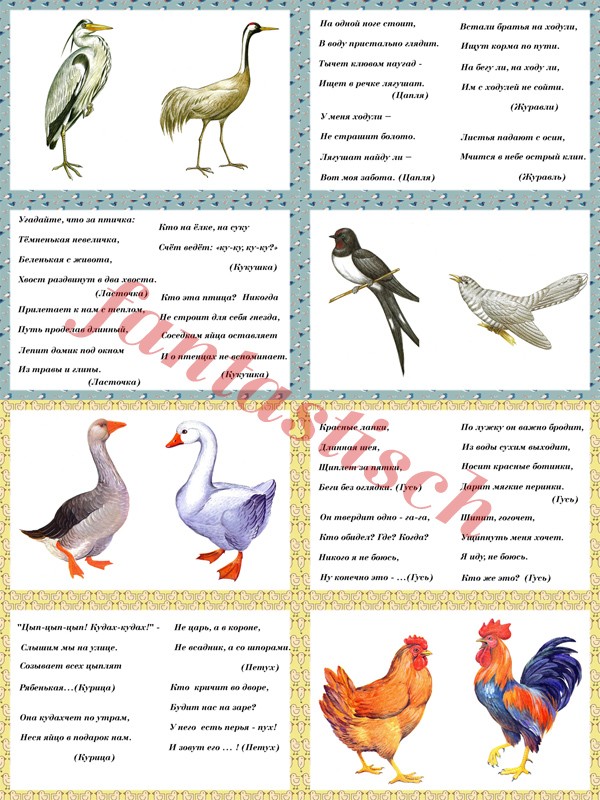 На одной ноге стоит,
В воду пристально глядит.
Тычет клювом наугад -
Ищет в речке лягушат.
(Цапля)
У меня ходули –
Не страшит болото.
Лягушат найду ли –
Вот моя забота. (Цапля)
Встали братья на ходули,
Ищут корма по пути.
На бегу ли, на ходу ли,
Им с ходулей не сойти.
(Журавли)
Листья падают с осин,
Мчится в небе острый клин.
(Журавль)
Угадайте, что за птичка:
Тёмненькая невеличка,
Беленькая с живота,
Хвост раздвинут в два хвоста.
(Ласточка)
Прилетает к нам с теплом,
Путь проделав длинный,
Лепит домик под окном
Из травы и глины.
(Ласточка)
Кто на ёлке, на суку
Счёт ведёт: «ку-ку, ку-ку?»
(Кукушка)
Кто эта птица? Никогда
Не строит для себя гнезда,
Соседкам яйца оставляет
И о птенцах не вспоминает.
(Кукушка)
fantastisch
Красные лапки,
Длинная шея,
Щиплет за пятки,
Беги без оглядки. (Гусь)
Он твердит одно - га-га,
Кто обидел? Где? Когда?
Никого я не боюсь,
Ну конечно это - ...(Гусь)
По лужку он важно бродит,
Из воды сухим выходит,
Носит красные ботинки,
Дарит мягкие перинки.
(Гусь)
Шипит, гогочет,
Ущипнуть меня хочет.
Я иду, не боюсь.
Кто же это? (Гусь)
"Цып-цып-цып! Кудах-кудах!" -
Слышим мы на улице.
Созывает всех цыплят
Рябенькая...(Курица)
Она кудахчет по утрам,
Неся яйцо в подарок нам.
(Курица)
Не царь, а в короне,
Не всадник, а со шпорами.
(Петух)
Кто кричит во дворе,
Будит нас на заре?
У него есть перья - пух!
И зовут его ... ! (Петух)